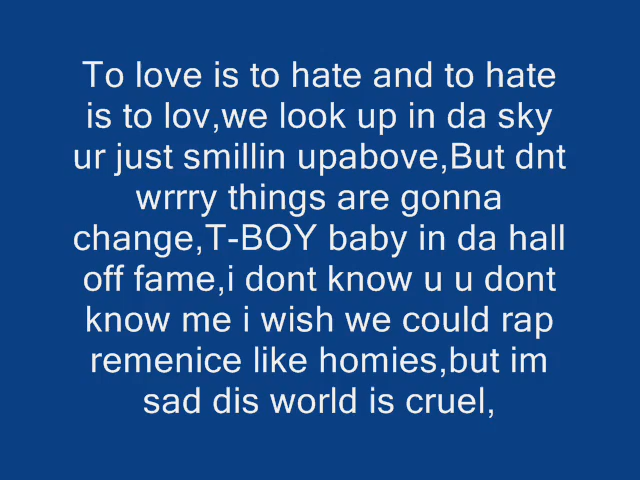 To love is to hate and to hate
is to lov,we look up in da sky
ur just smillin upabove,But dnt
wrrry things are gonna
change,T-BOY baby in da hall
off fame,i dont know u u dont
know me i wish we could rap
remenice like homies,but im
sad dis world is cruel,